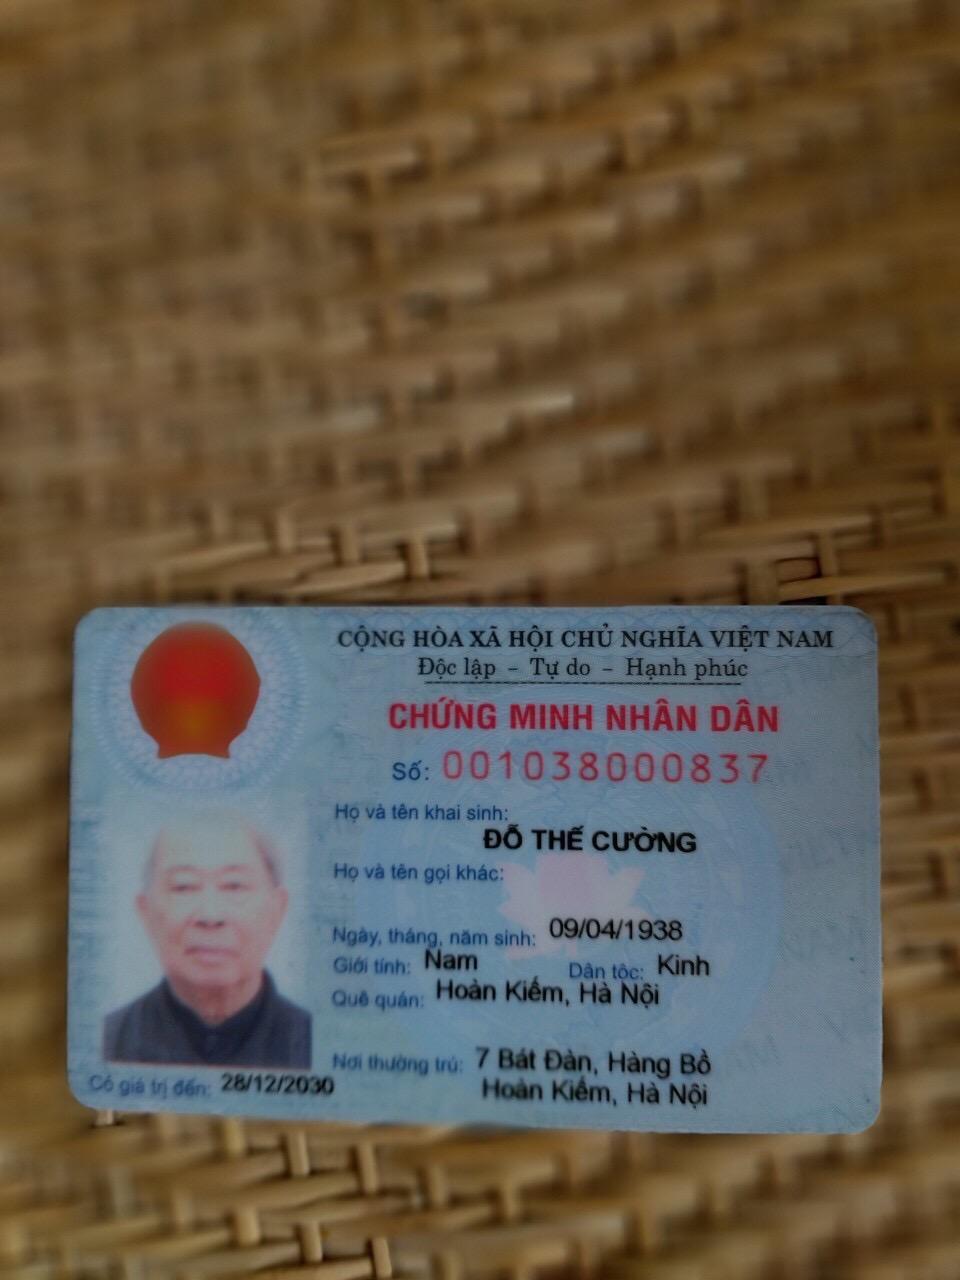 CỘNG HÒA XÃ HỘI CHỦ NGHĨA VIỆT NAM
Độc lập - Tự do - Hạnh phúc
CHỨNG MINH NHÂN DÂN
Số: 001038000837
Họ và tên khai sinh:
ĐỖ THẾ CƯỜNG
Họ và tên gọi khác:
Ngày, tháng, năm sinh: 09/04/1938
Giới tính: Nam Dân tộc: Kinh
Quê quán: Hoàn Kiếm, Hà Nội
Nơi thường trú: 7 Bát Đàn, Hàng Bồ
Hoàn Kiếm, Hà Nội
Có giá trị đến: 28/12/2030